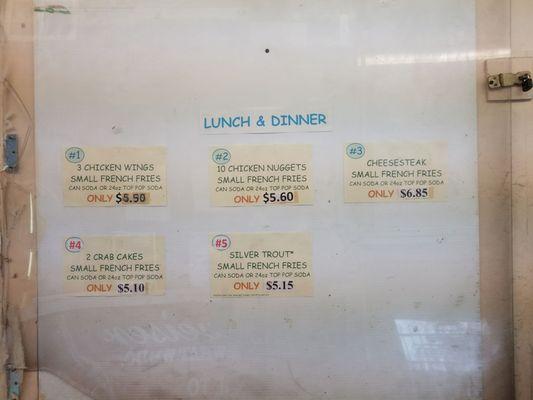 LUNCH & DINNER
#1
3 CHICKEN WINGS
SMALL FRENCH FRIES
CAN SODA OR 24oz TOP POP SODA
ONLY $5.50
#2
10 CHICKEN NUGGETS
SMALL FRENCH FRIES
CAN SODA OR 24oz TOP POP SODA
ONLY $5.60
#3
CHEESESTEAK
SMALL FRENCH FRIES
CAN SODA OR 24oz TOP POP SODA
ONLY $6.85
#4
2 CRAB CAKES
SMALL FRENCH FRIES
CAN SODA OR 24oz TOP POP SODA
ONLY $5.10
#5
SILVER TROUT*
SMALL FRENCH FRIES
CAN SODA OR 24oz TOP POP SODA
ONLY $5.15